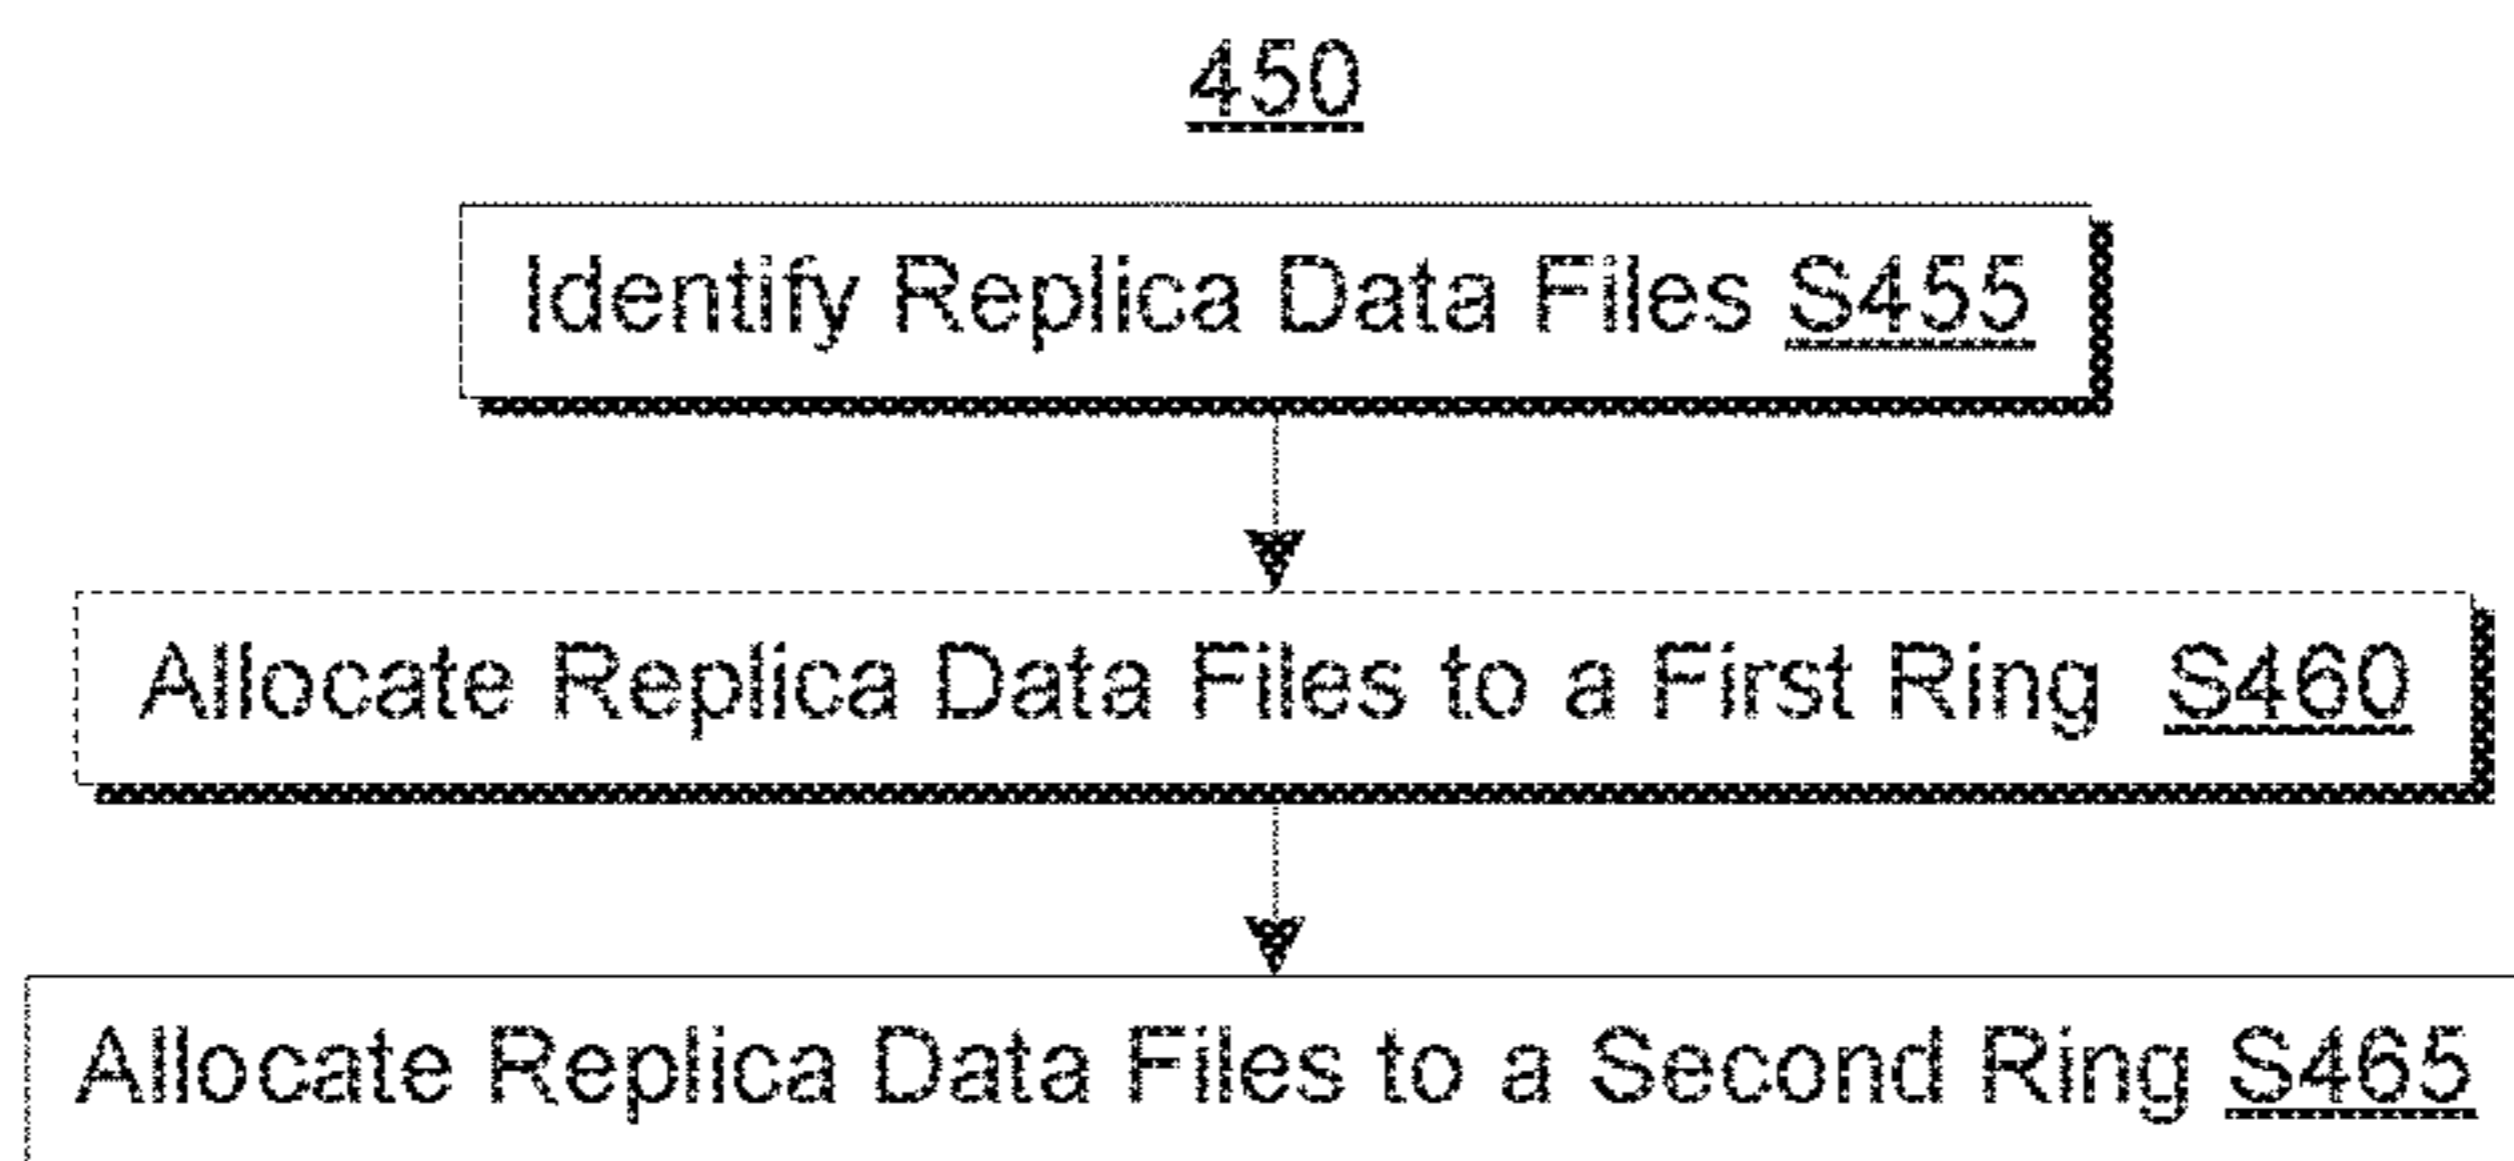 450
Identify Replica Data Files S455
Allocate Replica Data Files to a First Ring S460
Allocate Replica Data Files to a Second Ring S465